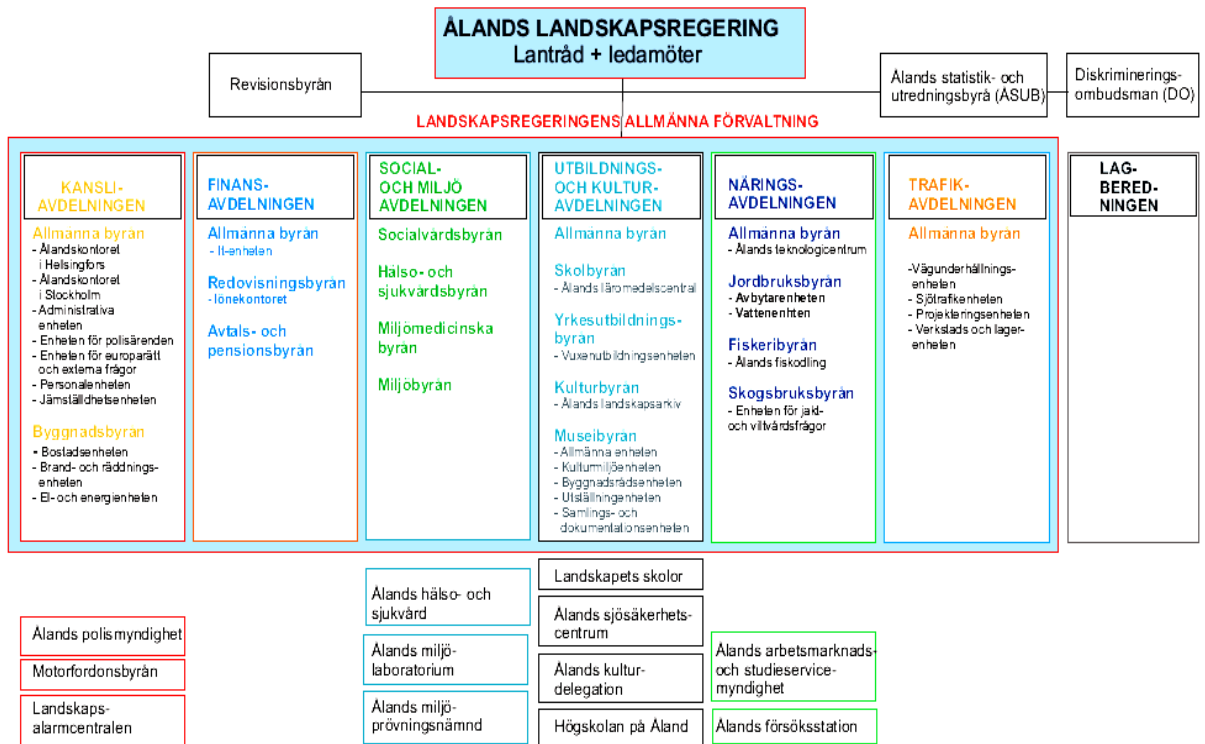 ÅLANDS LANDSKAPSREGERING
Lantråd + ledamöter
Revisionsbyrån
Ålands statistik- och
utredningsbyrå (ÅSUB)
Diskriminerings-
ombudsman (DO)
LANDSKAPSREGERINGENS ALLMÄNNA FÖRVALTNING
KANSLI-
AVDELNINGEN
Allmänna byrån
- Ålandskontoret
i Helsingfors
- Ålandskontoret
i Stockholm
- Administrativa
enheten
- Enheten för polisärenden
- Enheten för europarätt
och externa frågor
- Personalenheten
- Jämställdhetsenheten
Byggnadsbyrån
- Bostadsenheten
- Brand- och räddnings-
enheten
- El- och energienheten
FINANS-
AVDELNINGEN
Allmänna byrån
- It-enheten
Redovisningsbyrån
- lönekontoret
Avtals- och
pensionsbyrån
SOCIAL-
OCH MILJÖ
AVDELNINGEN
Socialvårdsbyrån
Hälso- och
sjukvårdsbyrån
Miljömedicinska
byrån
Miljöbyrån
UTBILDNINGS-
OCH KULTUR-
AVDELNINGEN
Allmänna byrån
Skolbyrån
- Ålands läromedelscentral
Yrkesutbildnings-
byrån
- Vuxenutbildningsenheten
Kulturbyrån
- Ålands landskapsarkiv
Museibyrån
- Allmänna enheten
- Kulturmiljöenheten
- Byggnadsrådsenheten
- Utställningenheten
- Samlings- och
dokumentationsenheten
NÄRINGS-
AVDELNINGEN
Allmänna byrån
- Ålands teknologicentrum
Jordbruksbyrån
- Avbytarenheten
- Vattenenhten
Fiskeribyrån
- Ålands fiskodling
Skogsbruksbyrån
- Enheten för jakt-
och viltvårdsfrågor
TRAFIK-
AVDELNINGEN
Allmänna byrån
-Vägunderhållnings-
enheten
- Sjötrafikenheten
- Projekteringsenheten
- Verkstads och lager-
enheten
LAG-
BERED-
NINGEN
Ålands polismyndighet
Motorfordonsbyrån
Landskaps-
alarmcentralen
Ålands hälso- och
sjukvård
Ålands miljö-
laboratorium
Ålands miljö-
prövningsnämnd
Landskapets skolor
Ålands sjösäkerhets-
centrum
Ålands kultur-
delegation
Högskolan på Åland
Ålands arbetsmarknads-
och studieservice-
myndighet
Ålands försöksstation